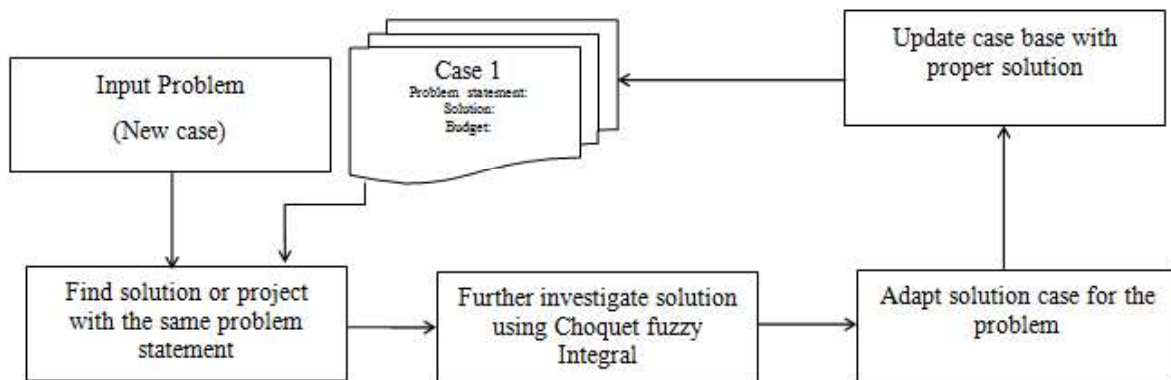 Input Problem
(New case)
Case 1
Problem statement:
Solution:
Budget:
Update case base with
proper solution
Find solution or project
with the same problem
statement
Further investigate solution
using Choquet fuzzy
Integral
Adapt solution case for the
problem